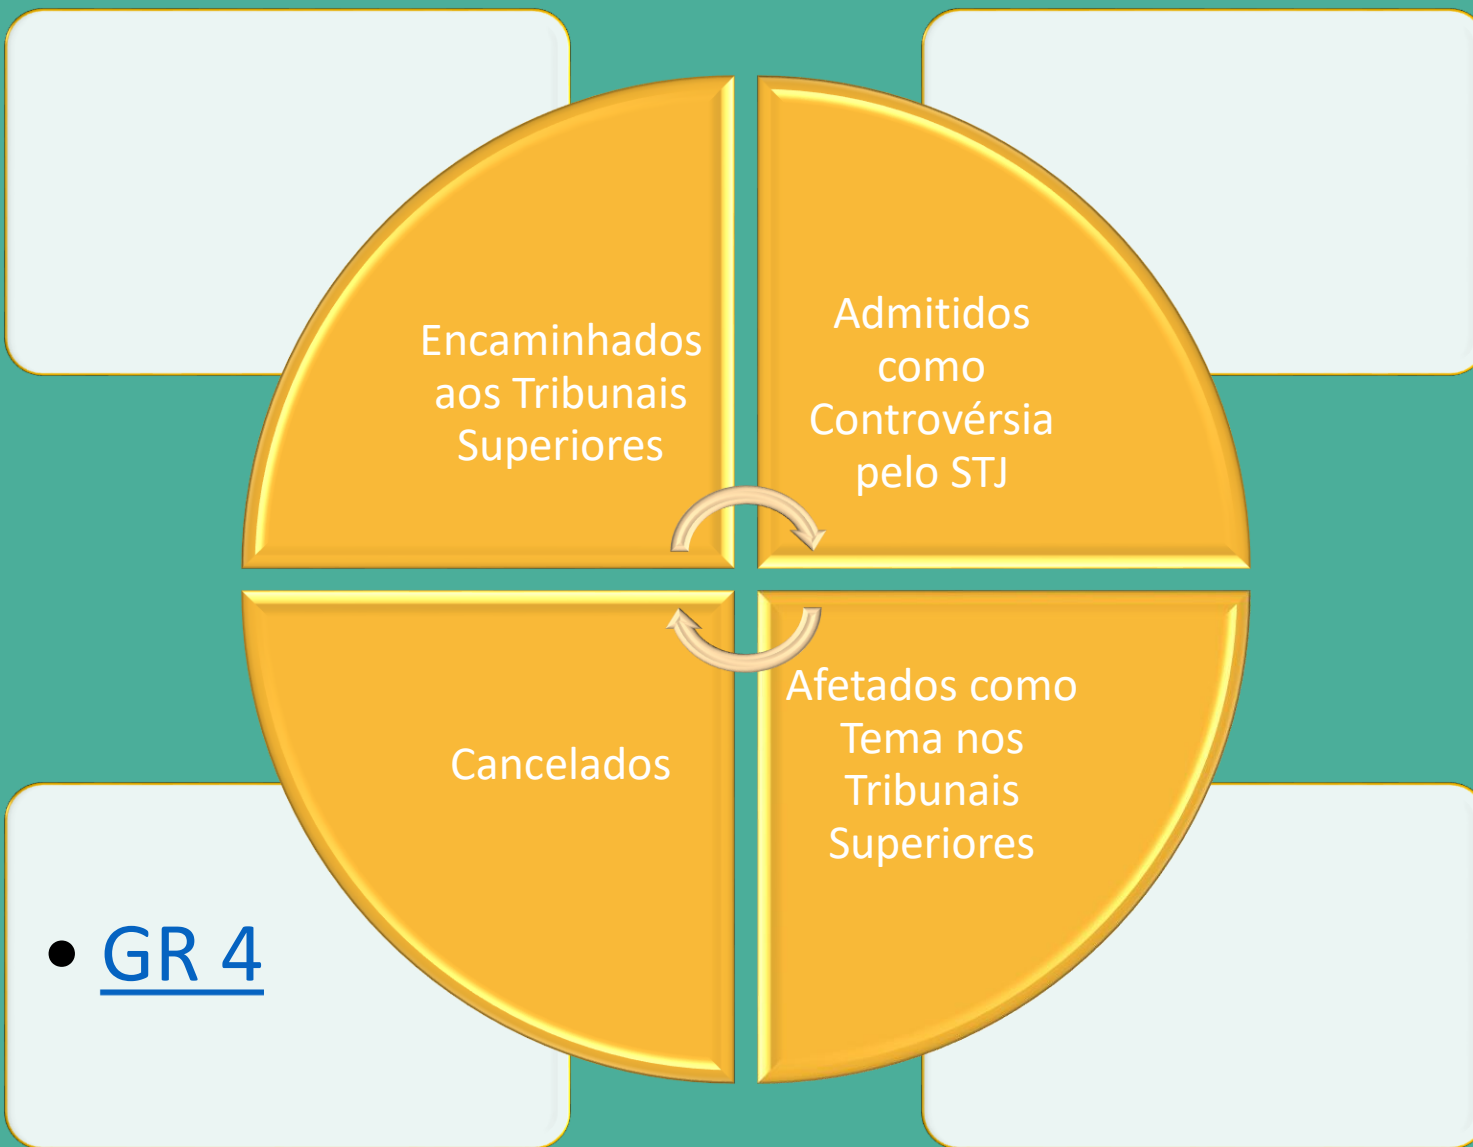 Encaminhados
aos Tribunais
Superiores
Admitidos
como
Controvérsia
pelo STJ
Cancelados
Afetados como
Tema nos
Tribunais
Superiores
• GR 4